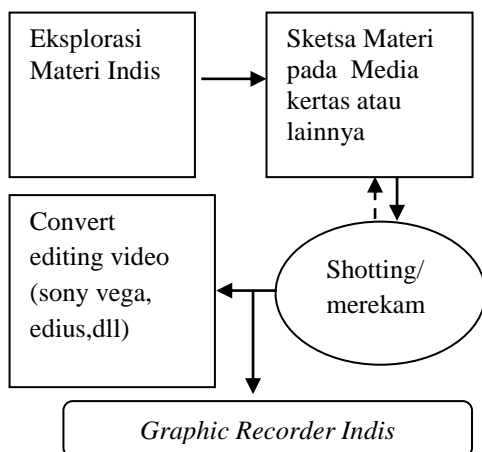 Eksplorasi
Materi Indis
Sketsa Materi
pada Media
kertas atau
lainnya
Convert
editing video
(sony vega,
edius,dll)
Shotting/
merekam
Graphic Recorder Indis